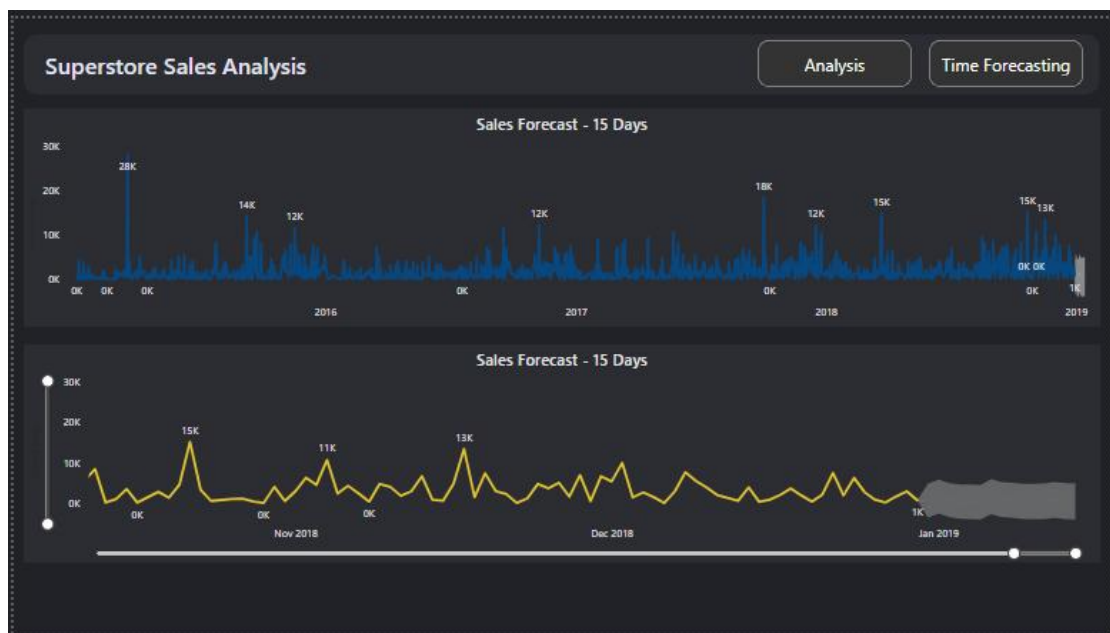 Superstore Sales Analysis
Analysis
Time Forecasting
Sales Forecast - 15 Days
30K
28K
20K
18K
14K
12K
12K
12K
15K
15K
13K
10K
0K
0K 0K
0K
0K
0K
0K
0K
0K
1K
2016
2017
2018
2019
Sales Forecast - 15 Days
30K
20K
15K
11K
13K
10K
0K
0K
0K
0K
1K
Nov 2018
Dec 2018
Jan 2019